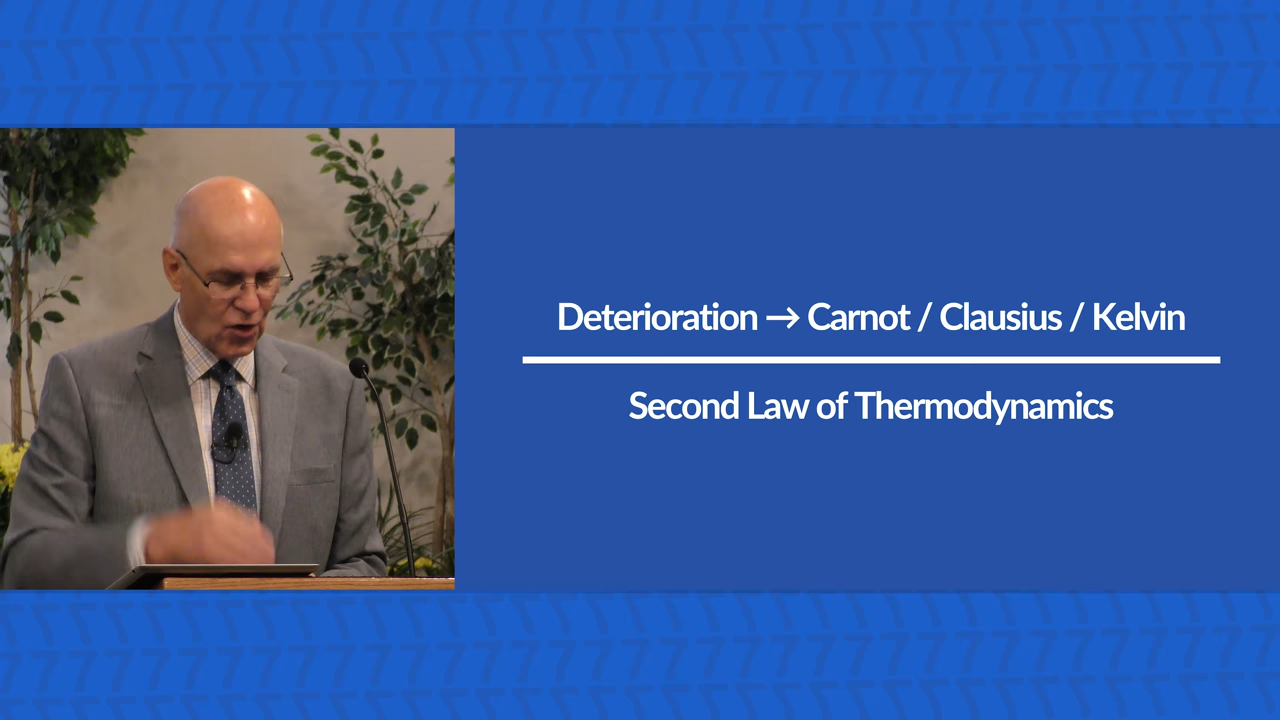 Deterioration → Carnot / Clausius / Kelvin
Second Law of Thermodynamics